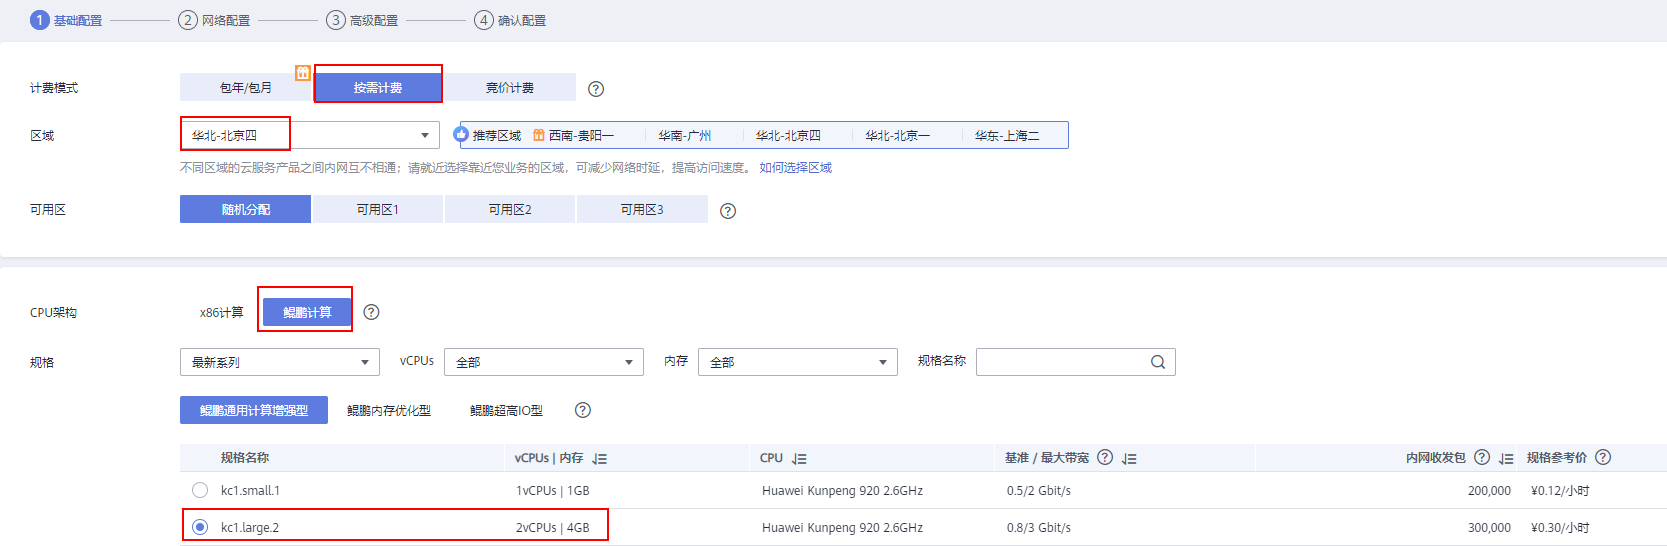 1 基础配置 2 网络配置 3 高级配置 4 确认配置
计费模式 包年/包月 按需计费 竞价计费 ?
区域 华北-北京四 推荐区域 西南-贵阳一 华南-广州 华北-北京四 华北-北京一 华东-上海二
不同区域的云服务产品之间内网互不相通；请就近选择靠近您业务的区域，可减少网络时延，提高访问速度。 如何选择区域
可用区 随机分配 可用区1 可用区2 可用区3 ?
CPU架构 x86计算 鲲鹏计算 ?
规格 最新系列 vCPUs 全部 内存 全部 规格名称
鲲鹏通用计算增强型 鲲鹏内存优化型 鲲鹏超高IO型 ?
规格名称 vCPUs | 内存 CPU 基准 / 最大带宽 ? 内网收发包 ? 规格参考价 ?
kc1.small.1 1vCPUs | 1GB Huawei Kunpeng 920 2.6GHz 0.5/2 Gbit/s 200,000 ¥0.12/小时
kc1.large.2 2vCPUs | 4GB Huawei Kunpeng 920 2.6GHz 0.8/3 Gbit/s 300,000 ¥0.30/小时